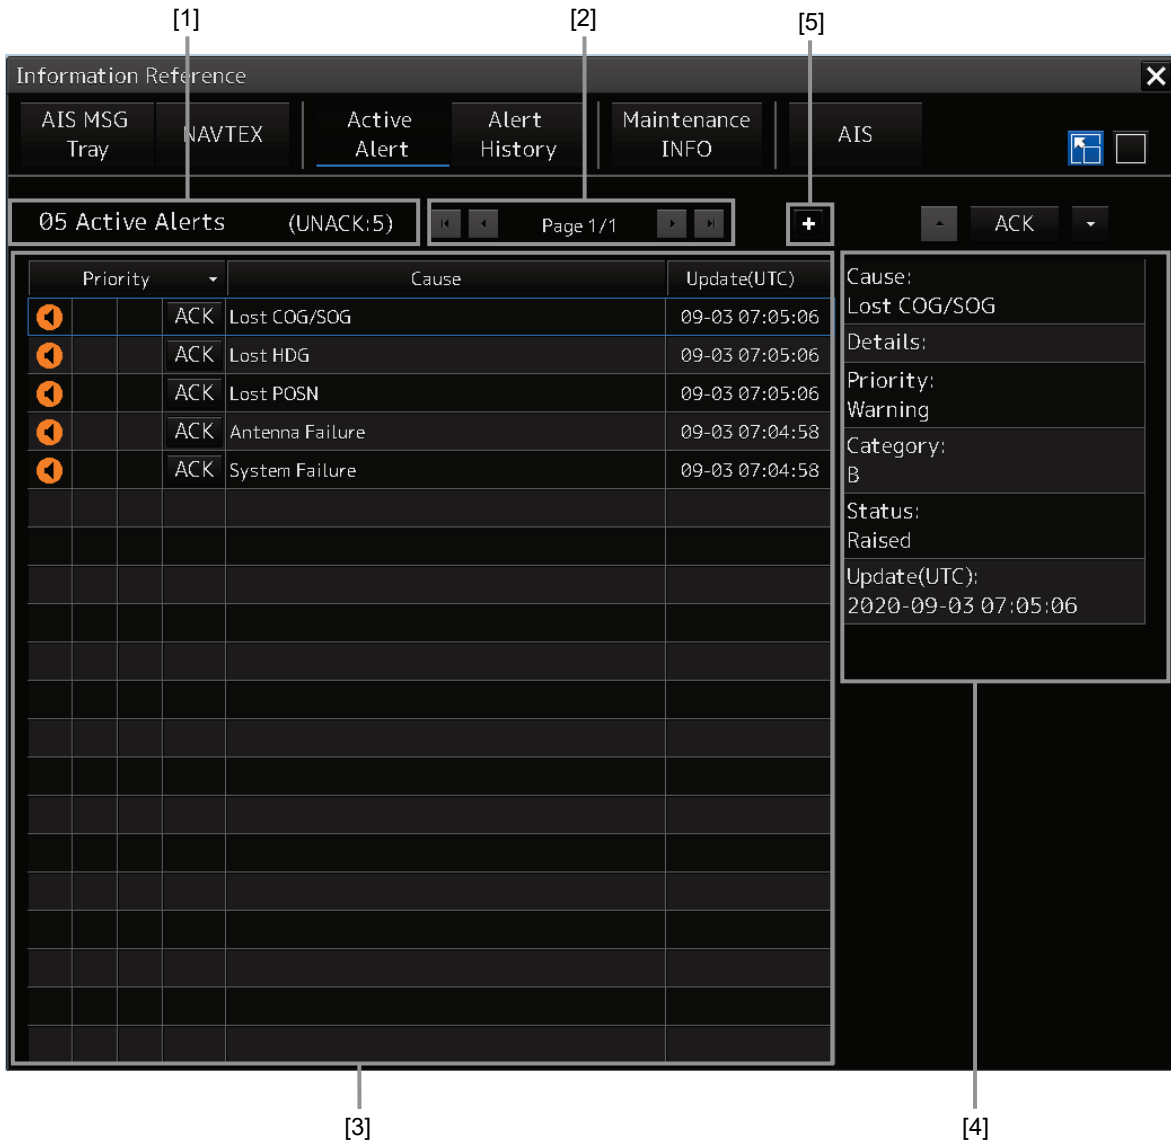 [1] [2] [5]
Information Reference
AIS MSG Tray
NAVTEX
Active Alert
Alert History
Maintenance INFO
AIS
05 Active Alerts (UNACK:5)
Page 1/1
ACK
Priority Cause Update(UTC)
ACK Lost COG/SOG 09-03 07:05:06
ACK Lost HDG 09-03 07:05:06
ACK Lost POSN 09-03 07:05:06
ACK Antenna Failure 09-03 07:04:58
ACK System Failure 09-03 07:04:58
Cause:
Lost COG/SOG
Details:
Priority:
Warning
Category:
B
Status:
Raised
Update(UTC):
2020-09-03 07:05:06
[3] [4]